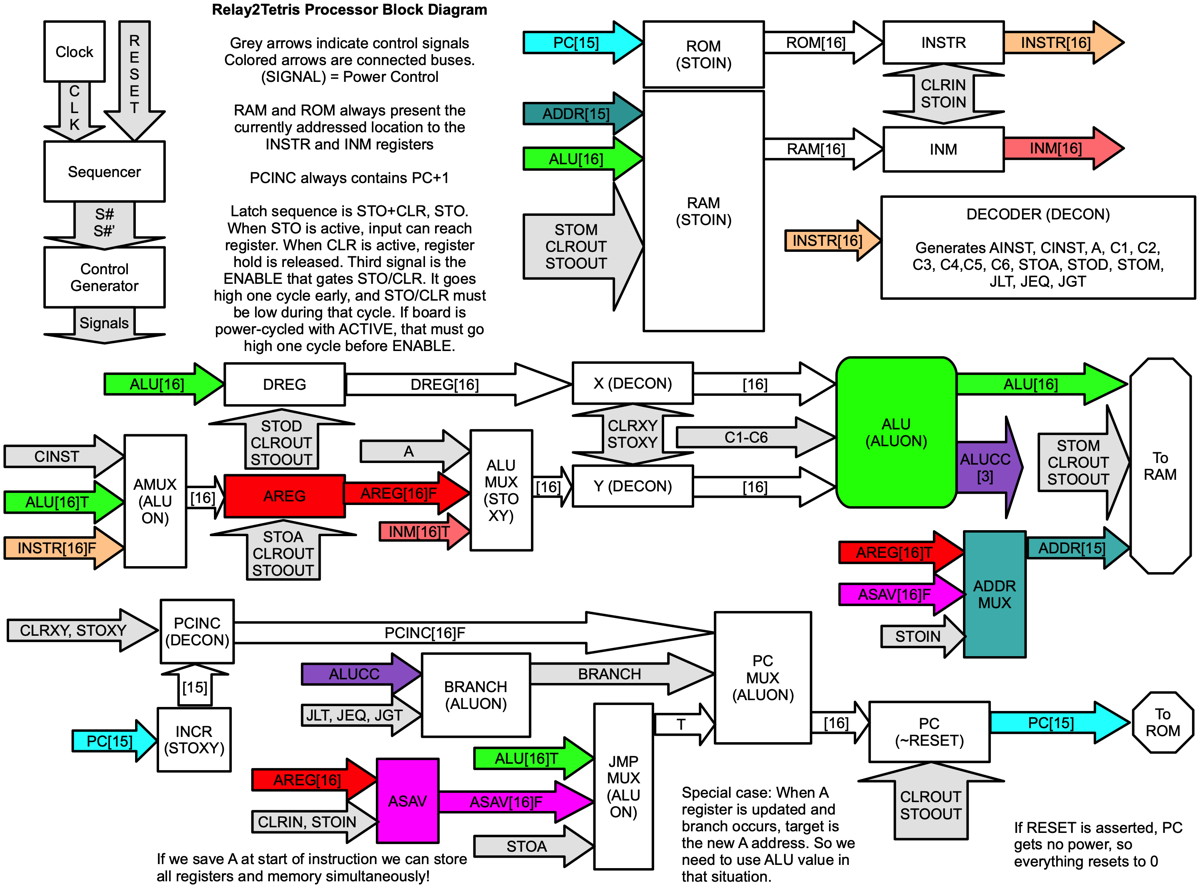 Relay2Tetris Processor Block Diagram
Grey arrows indicate control signals
Colored arrows are connected buses.
(SIGNAL) = Power Control
RAM and ROM always present the
currently addressed location to the
INSTR and INM registers
PCINC always contains PC+1
Latch sequence is STO+CLR, STO.
When STO is active, input can reach
register. When CLR is active, register
hold is released. Third signal is the
ENABLE that gates STO/CLR. It goes
high one cycle early, and STO/CLR must
be low during that cycle. If board is
power-cycled with ACTIVE, that must go
high one cycle before ENABLE.
Clock
CLK
RESET
Sequencer
S#
S#'
Control
Generator
Signals
PC[15]
ROM
(STOIN)
ROM[16]
INSTR
INSTR[16]
CLRIN
STOIN
ADDR[15]
ALU[16]
STOM
CLROUT
STOOUT
RAM
(STOIN)
RAM[16]
INM
INM[16]
INSTR[16]
DECODER (DECON)
Generates AINST, CINST, A, C1, C2,
C3, C4,C5, C6, STOA, STOD, STOM,
JLT, JEQ, JGT
ALU[16]
DREG
DREG[16]
X (DECON)
[16]
ALU
(ALUON)
ALU[16]
STOD
CLROUT
STOOUT
CLRXY
STOXY
C1-C6
ALUCC
[3]
STOM
CLROUT
STOOUT
To
RAM
CINST
ALU[16]T
INSTR[16]F
AMUX
(ALU
ON)
[16]
AREG
AREG[16]F
A
INM[16]T
ALU
MUX
(STO
XY)
[16]
Y (DECON)
[16]
STOA
CLROUT
STOOUT
AREG[16]T
ASAV[16]F
STOIN
ADDR
MUX
ADDR[15]
CLRXY, STOXY
PCINC
(DECON)
PCINC[16]F
[15]
PC[15]
INCR
(STOXY)
ALUCC
JLT, JEQ, JGT
BRANCH
(ALUON)
BRANCH
PC
MUX
(ALUON)
T
[16]
PC
(~RESET)
PC[15]
To
ROM
CLROUT
STOOUT
AREG[16]
CLRIN, STOIN
ASAV
ASAV[16]F
ALU[16]T
STOA
JMP
MUX
(ALU
ON)
If we save A at start of instruction we can store
all registers and memory simultaneously!
Special case: When A
register is updated and
branch occurs, target is
the new A address. So we
need to use ALU value in
that situation.
If RESET is asserted, PC
gets no power, so
everything resets to 0